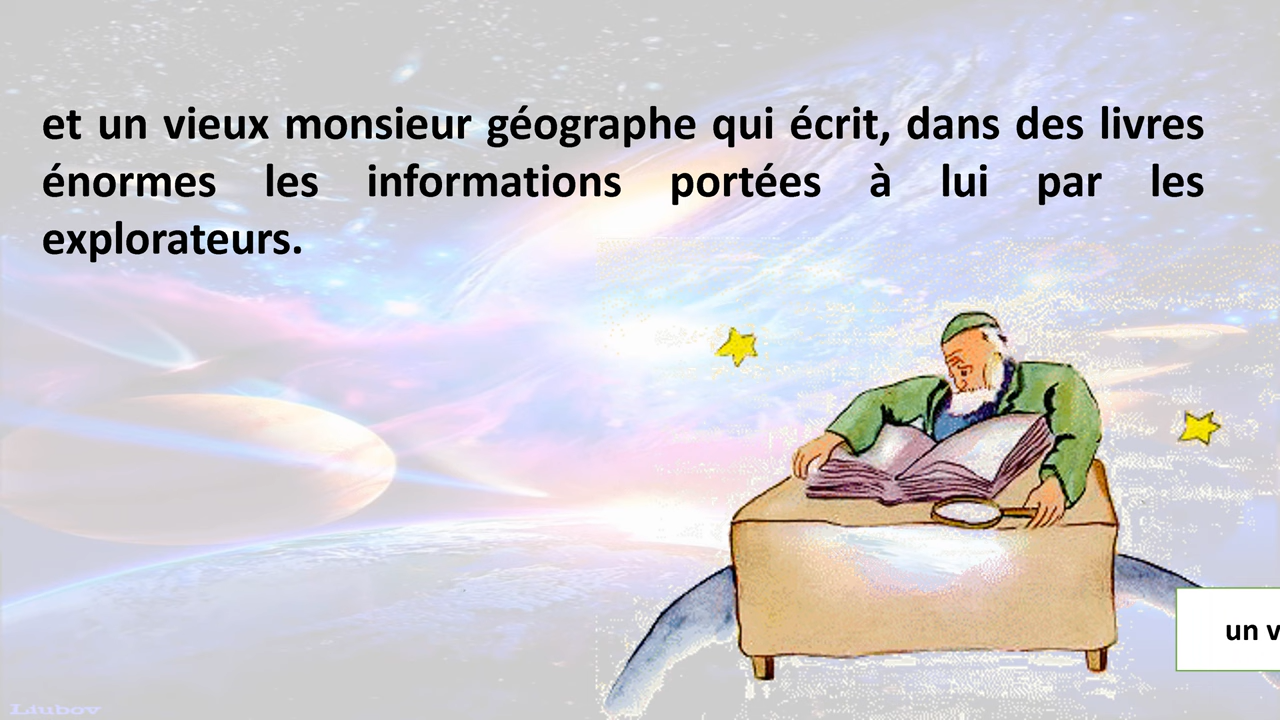 et un vieux monsieur géographe qui écrit, dans des livres
énormes les informations portées à lui par les
explorateurs.
un v
Liubov